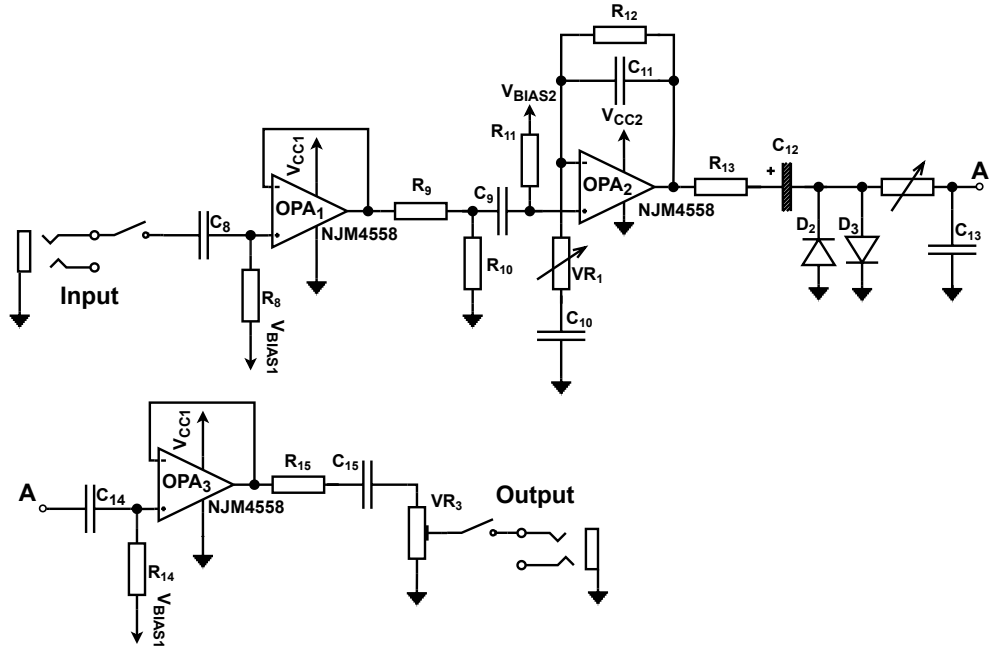 R12
C11
VBIAS2
R11
VCC2
VCC1
-
+
OPA1
NJM4558
R9
C9
R10
-
+
OPA2
NJM4558
R13
C12
+
A
D2
D3
C13
C8
R8
VBIAS1
Input
VR1
C10
VCC1
-
+
OPA3
NJM4558
R15
C15
VR3
Output
A
C14
R14
VBIAS1